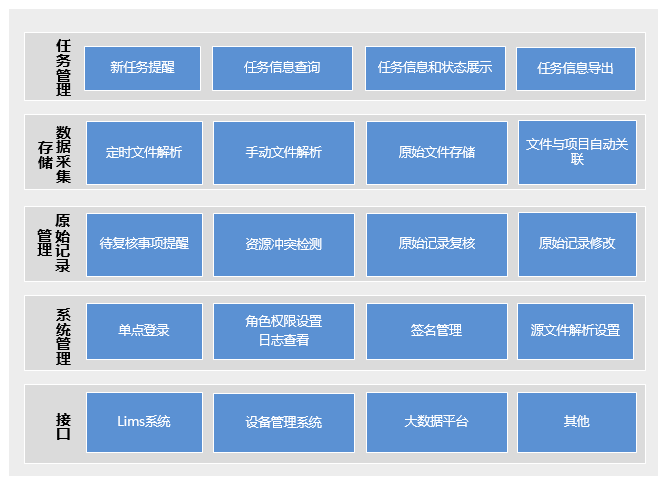 任务管理
新任务提醒
任务信息查询
任务信息和状态展示
任务信息导出
数据采集
存储
定时文件解析
手动文件解析
原始文件存储
文件与项目自动关
联
原始记录
管理
待复核事项提醒
资源冲突检测
原始记录复核
原始记录修改
系统管理
单点登录
角色权限设置
日志查看
签名管理
源文件解析设置
接口
Lims系统
设备管理系统
大数据平台
其他